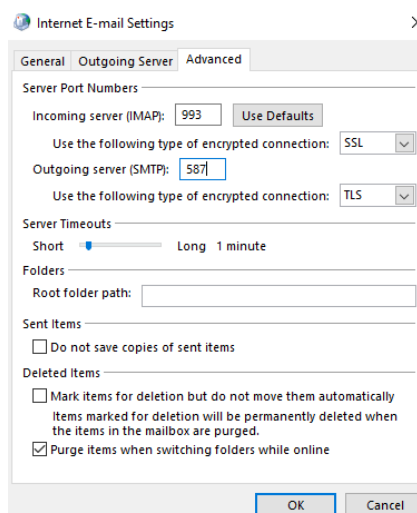 Internet E-mail Settings
General Outgoing Server Advanced
Server Port Numbers
Incoming server (IMAP): 993 Use Defaults
Use the following type of encrypted connection: SSL
Outgoing server (SMTP): 587
Use the following type of encrypted connection: TLS
Server Timeouts
Short Long 1 minute
Folders
Root folder path:
Sent Items
Do not save copies of sent items
Deleted Items
Mark items for deletion but do not move them automatically
Items marked for deletion will be permanently deleted when
the items in the mailbox are purged.
Purge items when switching folders while online
OK Cancel